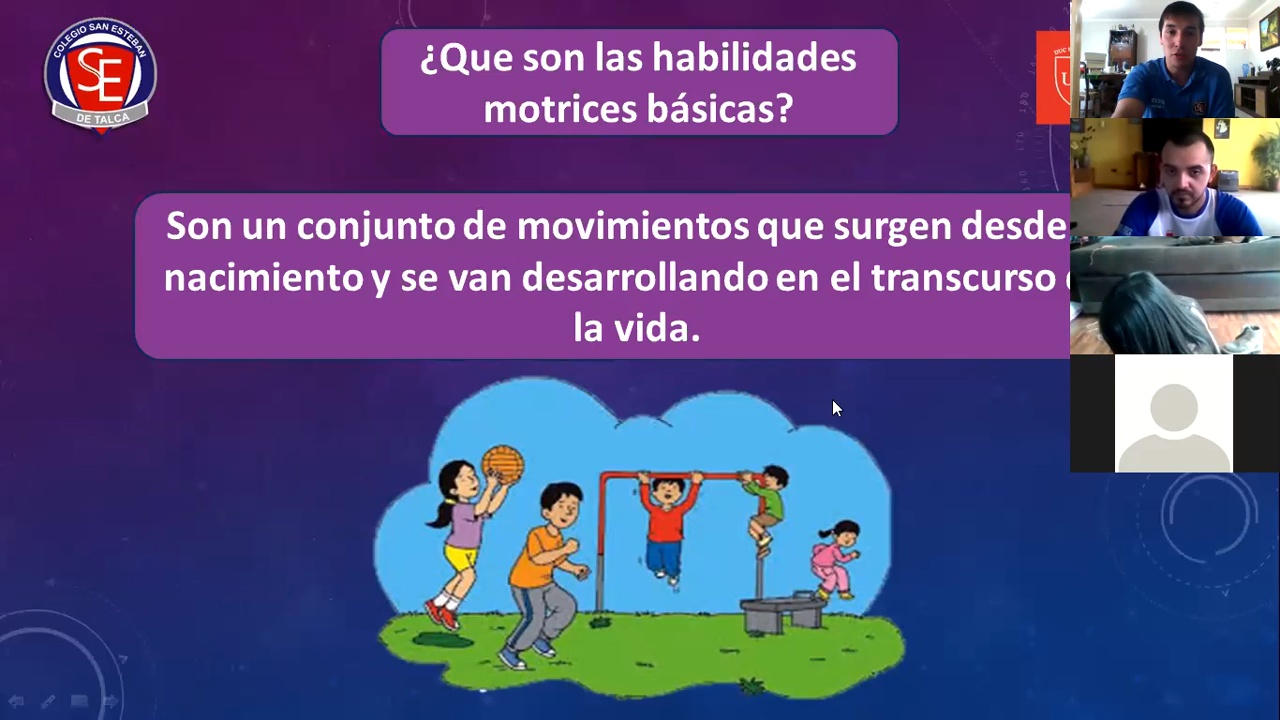 COLEGIO SAN ESTEBAN
SE
DE TALCA
¿Que son las habilidades
motrices básicas?
Son un conjunto de movimientos que surgen desde
nacimiento y se van desarrollando en el transcurso
la vida.